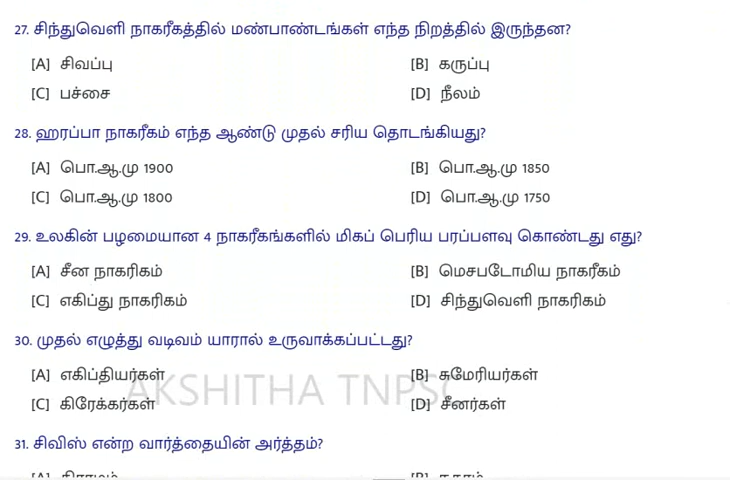 27. சிந்துவெளி நாகரீகத்தில் மண்பாண்டங்கள் எந்த நிறத்தில் இருந்தன?
[A] சிவப்பு [B] கருப்பு
[C] பச்சை [D] நீலம்
28. ஹரப்பா நாகரீகம் எந்த ஆண்டு முதல் சரிய தொடங்கியது?
[A] பொ.ஆ.மு 1900 [B] பொ.ஆ.மு 1850
[C] பொ.ஆ.மு 1800 [D] பொ.ஆ.மு 1750
29. உலகின் பழமையான 4 நாகரீகங்களில் மிகப் பெரிய பரப்பளவு கொண்டது எது?
[A] சீன நாகரிகம் [B] மெசபடோமிய நாகரீகம்
[C] எகிப்து நாகரிகம் [D] சிந்துவெளி நாகரிகம்
30. முதல் எழுத்து வடிவம் யாரால் உருவாக்கப்பட்டது?
[A] எகிப்தியர்கள் [B] சுமேரியர்கள்
AKSHITHA TNPSC
[C] கிரேக்கர்கள் [D] சீனர்கள்
31. சிவிஸ் என்ற வார்த்தையின் அர்த்தம்?